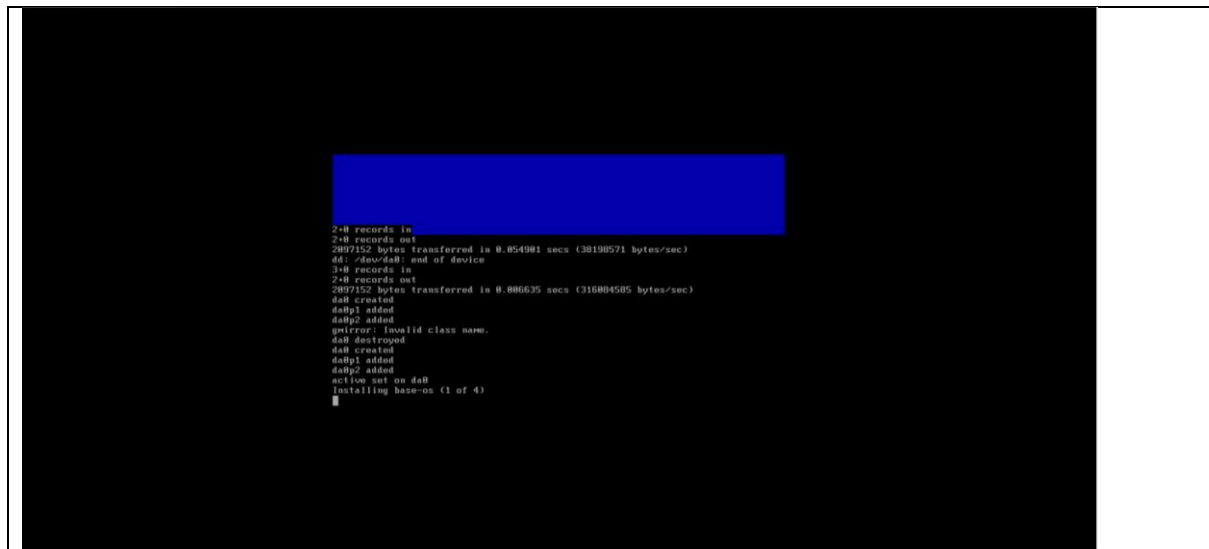 2+0 records in
2+0 records out
2097152 bytes transferred in 0.054901 secs (38198571 bytes/sec)
dd: /dev/da0: end of device
3+0 records in
2+0 records out
2097152 bytes transferred in 0.006635 secs (316084585 bytes/sec)
da0 created
da0p1 added
da0p2 added
gmirror: Invalid class name.
da0 destroyed
da0 created
da0p1 added
da0p2 added
active set on da0
Installing base-os (1 of 4)